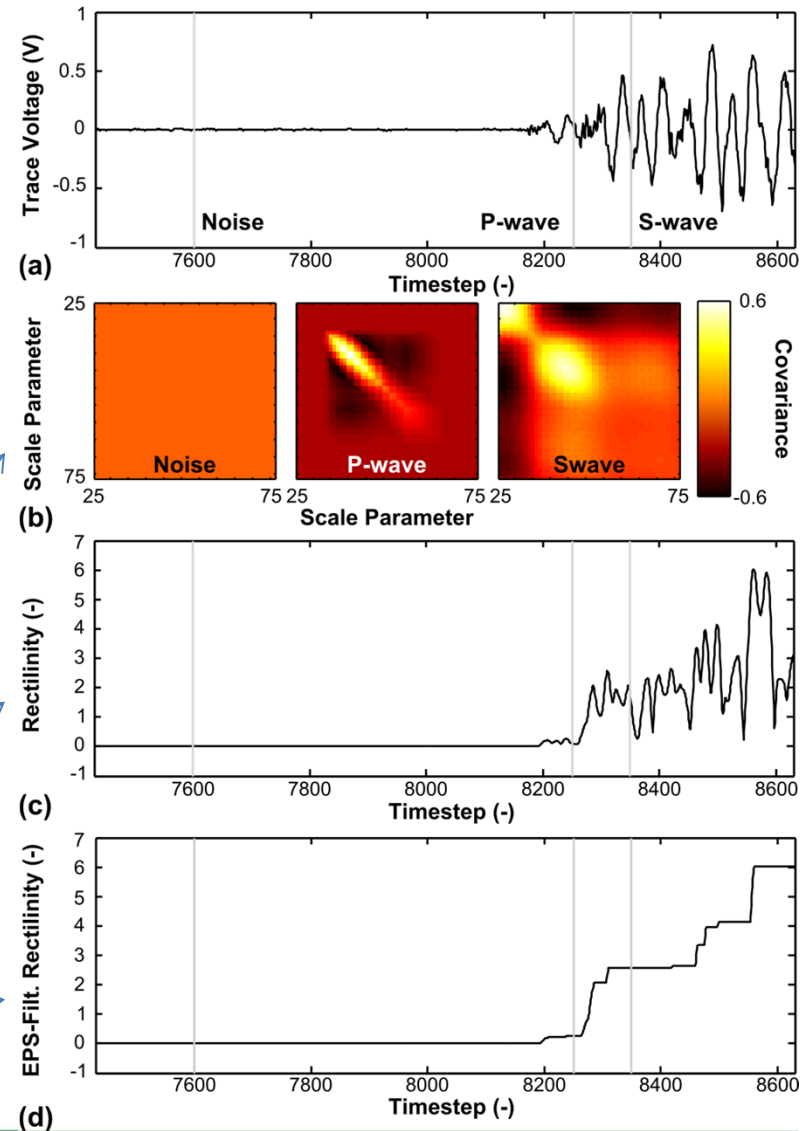 1
0.5
0
-0.5
-1
Trace Voltage (V)
Noise
P-wave
S-wave
7600 7800 8000 8200 8400 8600
(a)
Timestep (-)
25
75
Scale Parameter
Noise
P-wave
Swave
25 75 25 75 25 75
0.6
-0.6
Covariance
(b)
Scale Parameter
7
6
5
4
3
2
1
0
-1
Rectilinity (-)
7600 7800 8000 8200 8400 8600
(c)
Timestep (-)
7
6
5
4
3
2
1
0
-1
EPS-Filt. Rectilinity (-)
7600 7800 8000 8200 8400 8600
Timestep (-)
(d)